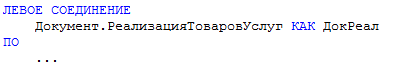 ЛЕВОЕ СОЕДИНЕНИЕ
Документ.РеализацияТоваровУслуг КАК ДокРеал
ПО
...